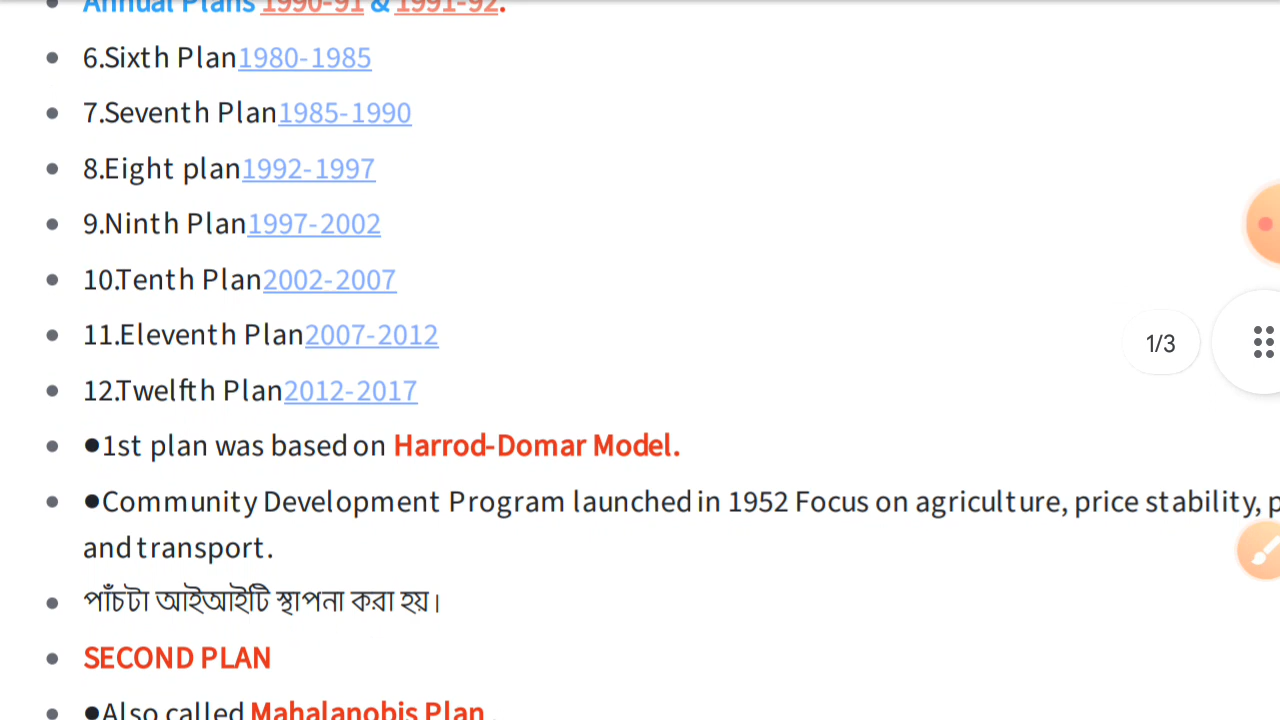 Annual Plans 1990-91 & 1991-92.
6.Sixth Plan1980-1985
7.Seventh Plan1985-1990
8.Eight plan1992-1997
9.Ninth Plan1997-2002
10.Tenth Plan2002-2007
11.Eleventh Plan2007-2012
12.Twelfth Plan2012-2017
●1st plan was based on Harrod-Domar Model.
1/3
●Community Development Program launched in 1952 Focus on agriculture, price stability,
and transport.
পাঁচটা আইআইটি স্থাপনা করা হয়।
SECOND PLAN
●Also called Mahalanobis Plan.